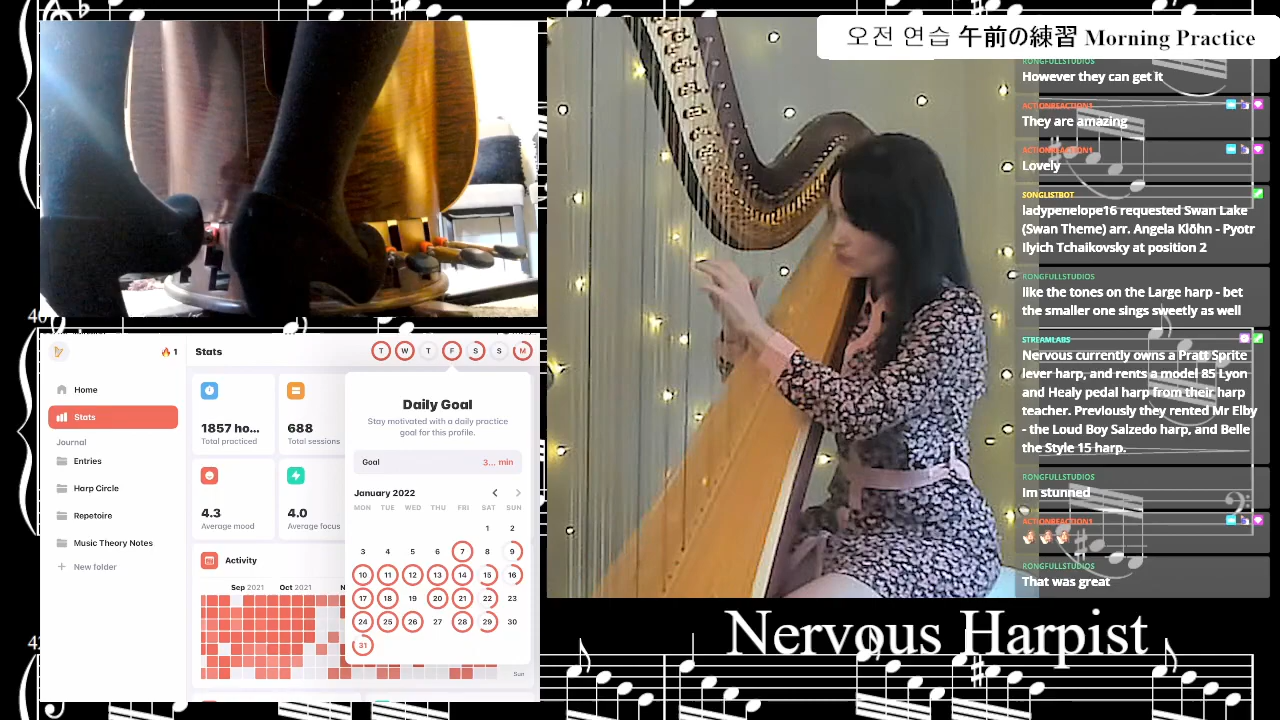 오전 연습 午前の練習 Morning Practice
RONGFULLSTUDIOS
However they can get it
ACTIONREACTION1
They are amazing
ACTIONREACTION1
Lovely
SONGLISTBOT
ladypenelope16 requested Swan Lake
(Swan Theme) arr. Angela Klöhn - Pyotr
Ilyich Tchaikovsky at position 2
RONGFULLSTUDIOS
like the tones on the Large harp - bet
the smaller one sings sweetly as well
STREAMLABS
Nervous currently owns a Pratt Sprite
lever harp, and rents a model 85 Lyon
and Healy pedal harp from their harp
teacher. Previously they rented Mr Elby
- the Loud Boy Salzedo harp, and Belle
the Style 15 harp.
RONGFULLSTUDIOS
Im stunned
ACTIONREACTION1
RONGFULLSTUDIOS
That was great
Nervous Harpist
1
Home
Stats
Journal
Entries
Harp Circle
Repetoire
Music Theory Notes
New folder
Stats
T W T F S S M
1857 ho...
Total practiced
688
Total sessions
4.3
Average mood
4.0
Average focus
Activity
Sep 2021 Oct 2021 N
Sun
Daily Goal
Stay motivated with a daily practice
goal for this profile.
Goal 3... min
January 2022
MON TUE WED THU FRI SAT SUN
1 2
3 4 5 6 7 8 9
10 11 12 13 14 15 16
17 18 19 20 21 22 23
24 25 26 27 28 29 30
31